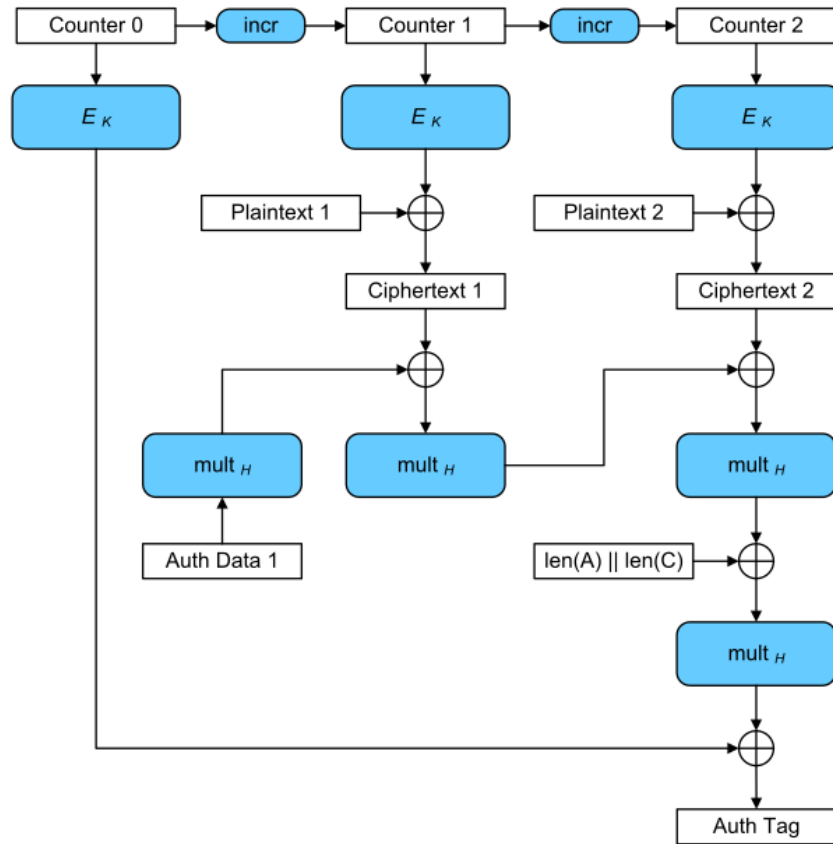 Counter 0
incr
Counter 1
incr
Counter 2
E K
E K
E K
Plaintext 1
Plaintext 2
Ciphertext 1
Ciphertext 2
mult H
mult H
mult H
Auth Data 1
len(A) || len(C)
mult H
Auth Tag